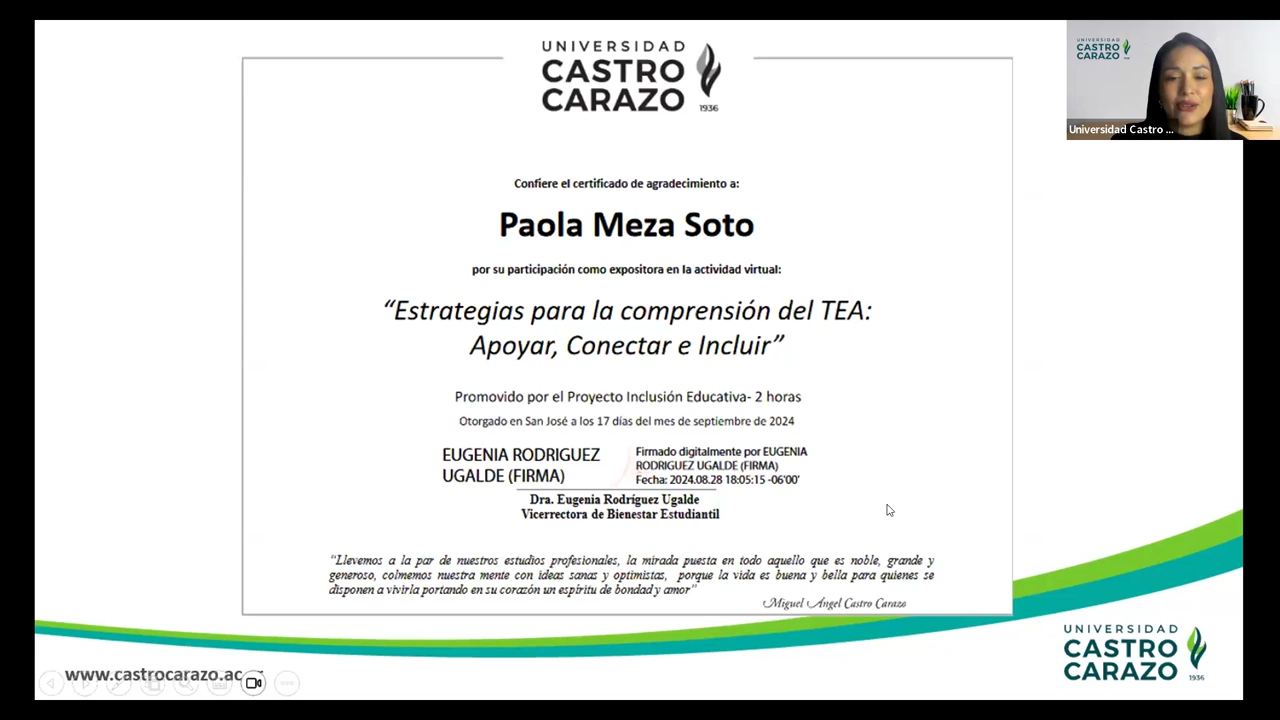 UNIVERSIDAD
CASTRO
CARAZO
1936
UNIVERSIDAD
CASTRO
CARAZO
Universidad Castro ...
Confiere el certificado de agradecimiento a:
Paola Meza Soto
por su participación como expositora en la actividad virtual:
“Estrategias para la comprensión del TEA:
Apoyar, Conectar e Incluir”
Promovido por el Proyecto Inclusión Educativa- 2 horas
Otorgado en San José a los 17 días del mes de septiembre de 2024
EUGENIA RODRIGUEZ
UGALDE (FIRMA)
Firmado digitalmente por EUGENIA
RODRIGUEZ UGALDE (FIRMA)
Fecha: 2024.08.28 18:05:15 -06'00'
Dra. Eugenia Rodríguez Ugalde
Vicerrectora de Bienestar Estudiantil
“Llevemos a la par de nuestros estudios profesionales, la mirada puesta en todo aquello que es noble, grande y
generoso, colmemos nuestra mente con ideas sanas y optimistas, porque la vida es buena y bella para quienes se
disponen a vivirla portando en su corazón un espíritu de bondad y amor”
Miguel Ángel Castro Carazo
UNIVERSIDAD
CASTRO
CARAZO
1936
www.castrocarazo.ac